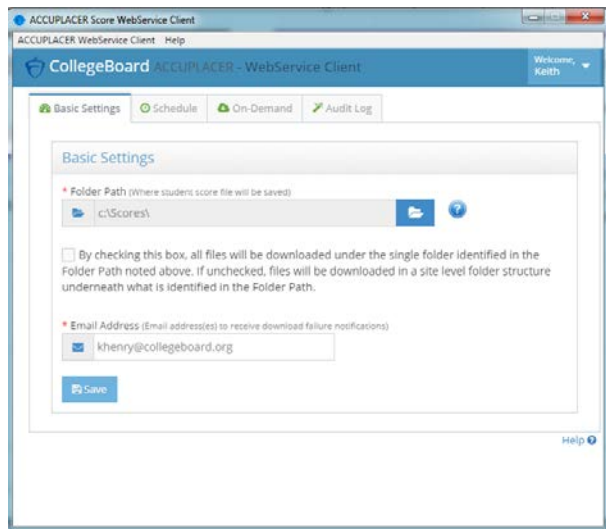 ACCUPLACER Score WebService Client
ACCUPLACER WebService Client Help
CollegeBoard ACCUPLACER - WebService Client
Welcome,
Keith
Basic Settings Schedule On-Demand Audit Log
Basic Settings
* Folder Path (Where student score file will be saved)
c:\Scores\
By checking this box, all files will be downloaded under the single folder identified in the
Folder Path noted above. If unchecked, files will be downloaded in a site level folder structure
underneath what is identified in the Folder Path.
* Email Address (Email address(es) to receive download failure notifications)
khenry@collegeboard.org
Save
Help